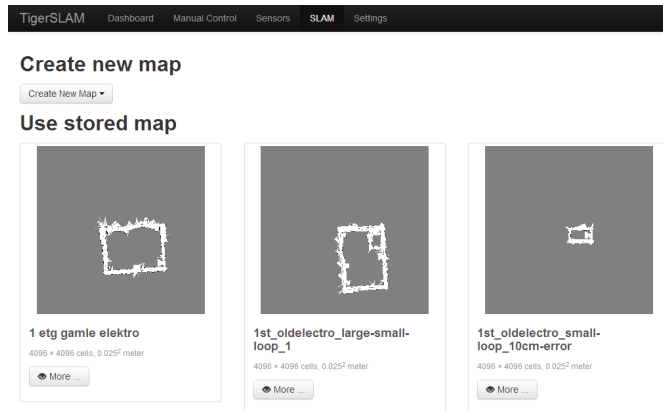 TigerSLAM Dashboard Manual Control Sensors SLAM Settings
Create new map
Create New Map
Use stored map
1 etg gamle elektro
4096 × 4096 cells, 0.025² meter
More ...
1st_oldelectro_large-small-
loop_1
4096 × 4096 cells, 0.025² meter
More ...
1st_oldelectro_small-
loop_10cm-error
4096 × 4096 cells, 0.025² meter
More ...